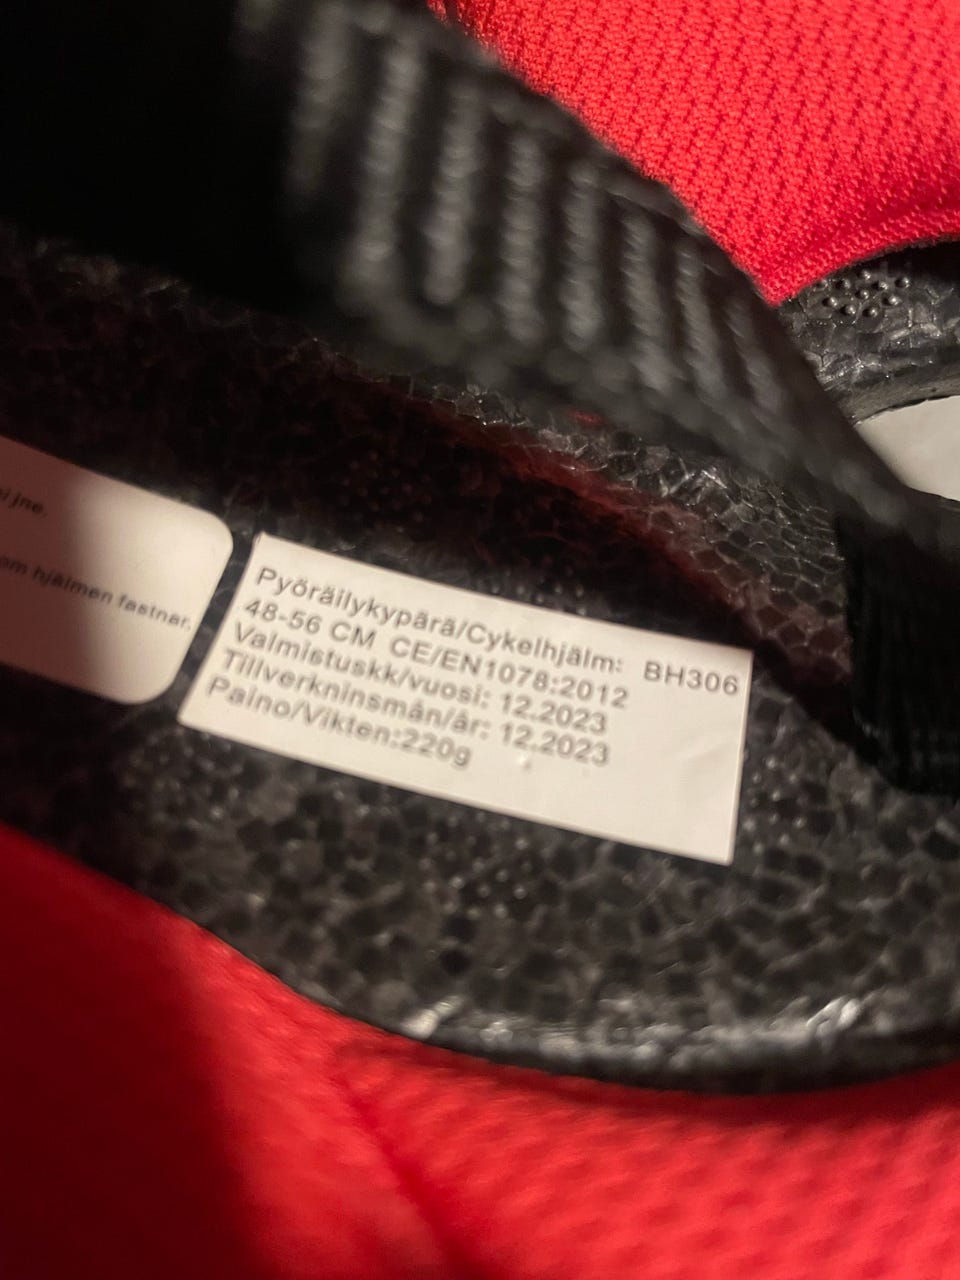 jne.
om hjälmen fastnar.
Pyöräilykypärä/Cykelhjälm: BH306
48-56 CM CE/EN1078:2012
Valmistuskk/vuosi: 12.2023
Tillverkninsmån/år: 12.2023
Paino/Vikten:220g